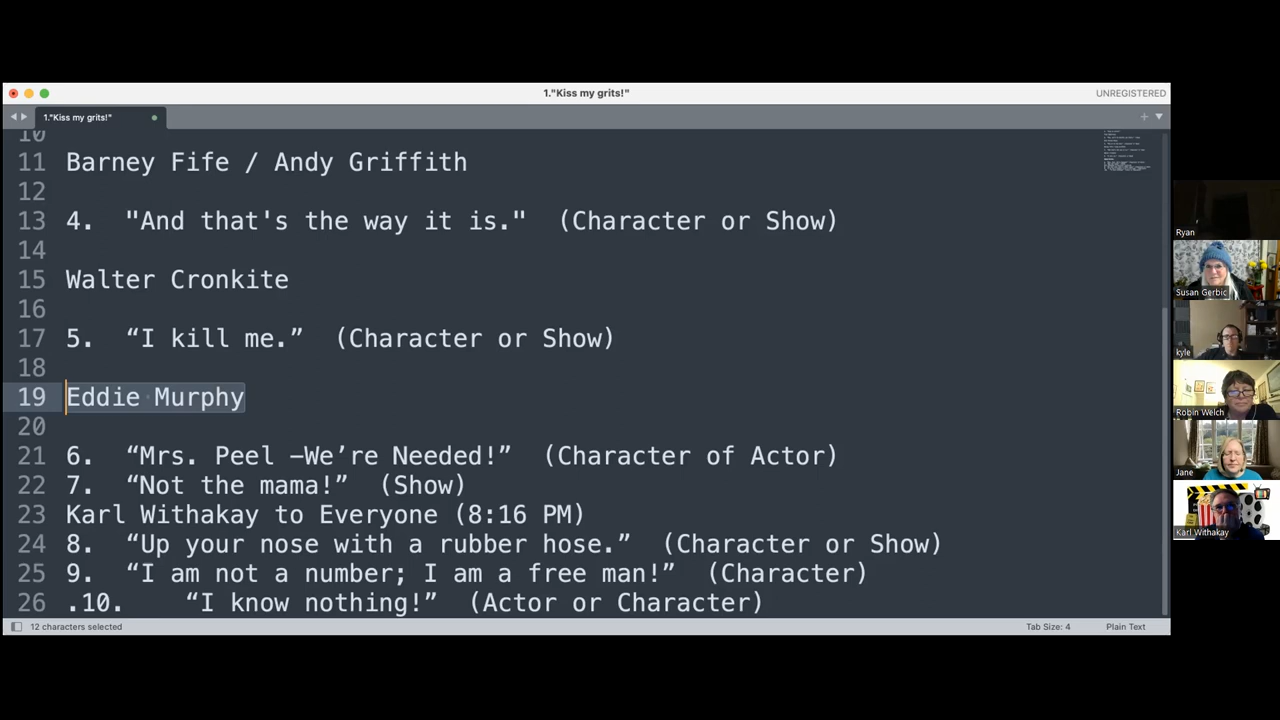 1."Kiss my grits!"
UNREGISTERED
1."Kiss my grits!"
10
11 Barney Fife / Andy Griffith
12
13 4.  "And that's the way it is."  (Character or Show)
14
15 Walter Cronkite
16
17 5.  “I kill me.”  (Character or Show)
18
19 Eddie Murphy
20
21 6.  “Mrs. Peel –We’re Needed!”  (Character of Actor)
22 7.  “Not the mama!”  (Show)
23 Karl Withakay to Everyone (8:16 PM)
24 8.  “Up your nose with a rubber hose.”  (Character or Show)
25 9.  “I am not a number; I am a free man!”  (Character)
26 .10.    “I know nothing!”  (Actor or Character)
12 characters selected
Tab Size: 4
Plain Text
Ryan
Susan Gerbic
kyle
Robin Welch
Jane
Karl Withakay